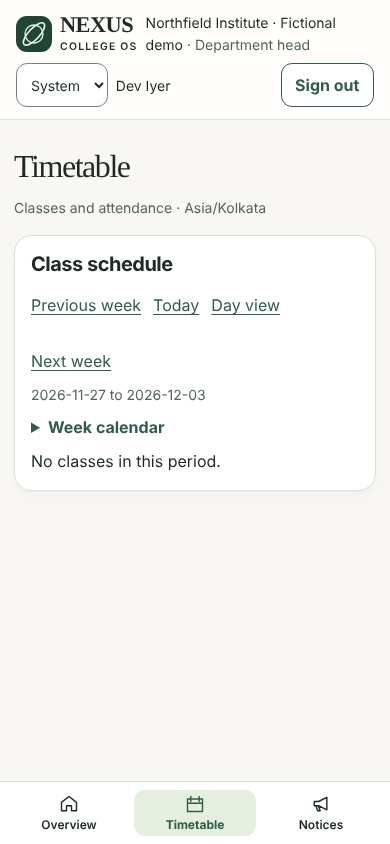 NEXUS
COLLEGE OS
Northfield Institute · Fictional
demo · Department head
System
Dev Iyer
Sign out
Timetable
Classes and attendance · Asia/Kolkata
Class schedule
Previous week Today Day view
Next week
2026-11-27 to 2026-12-03
Week calendar
No classes in this period.
Overview
Timetable
Notices